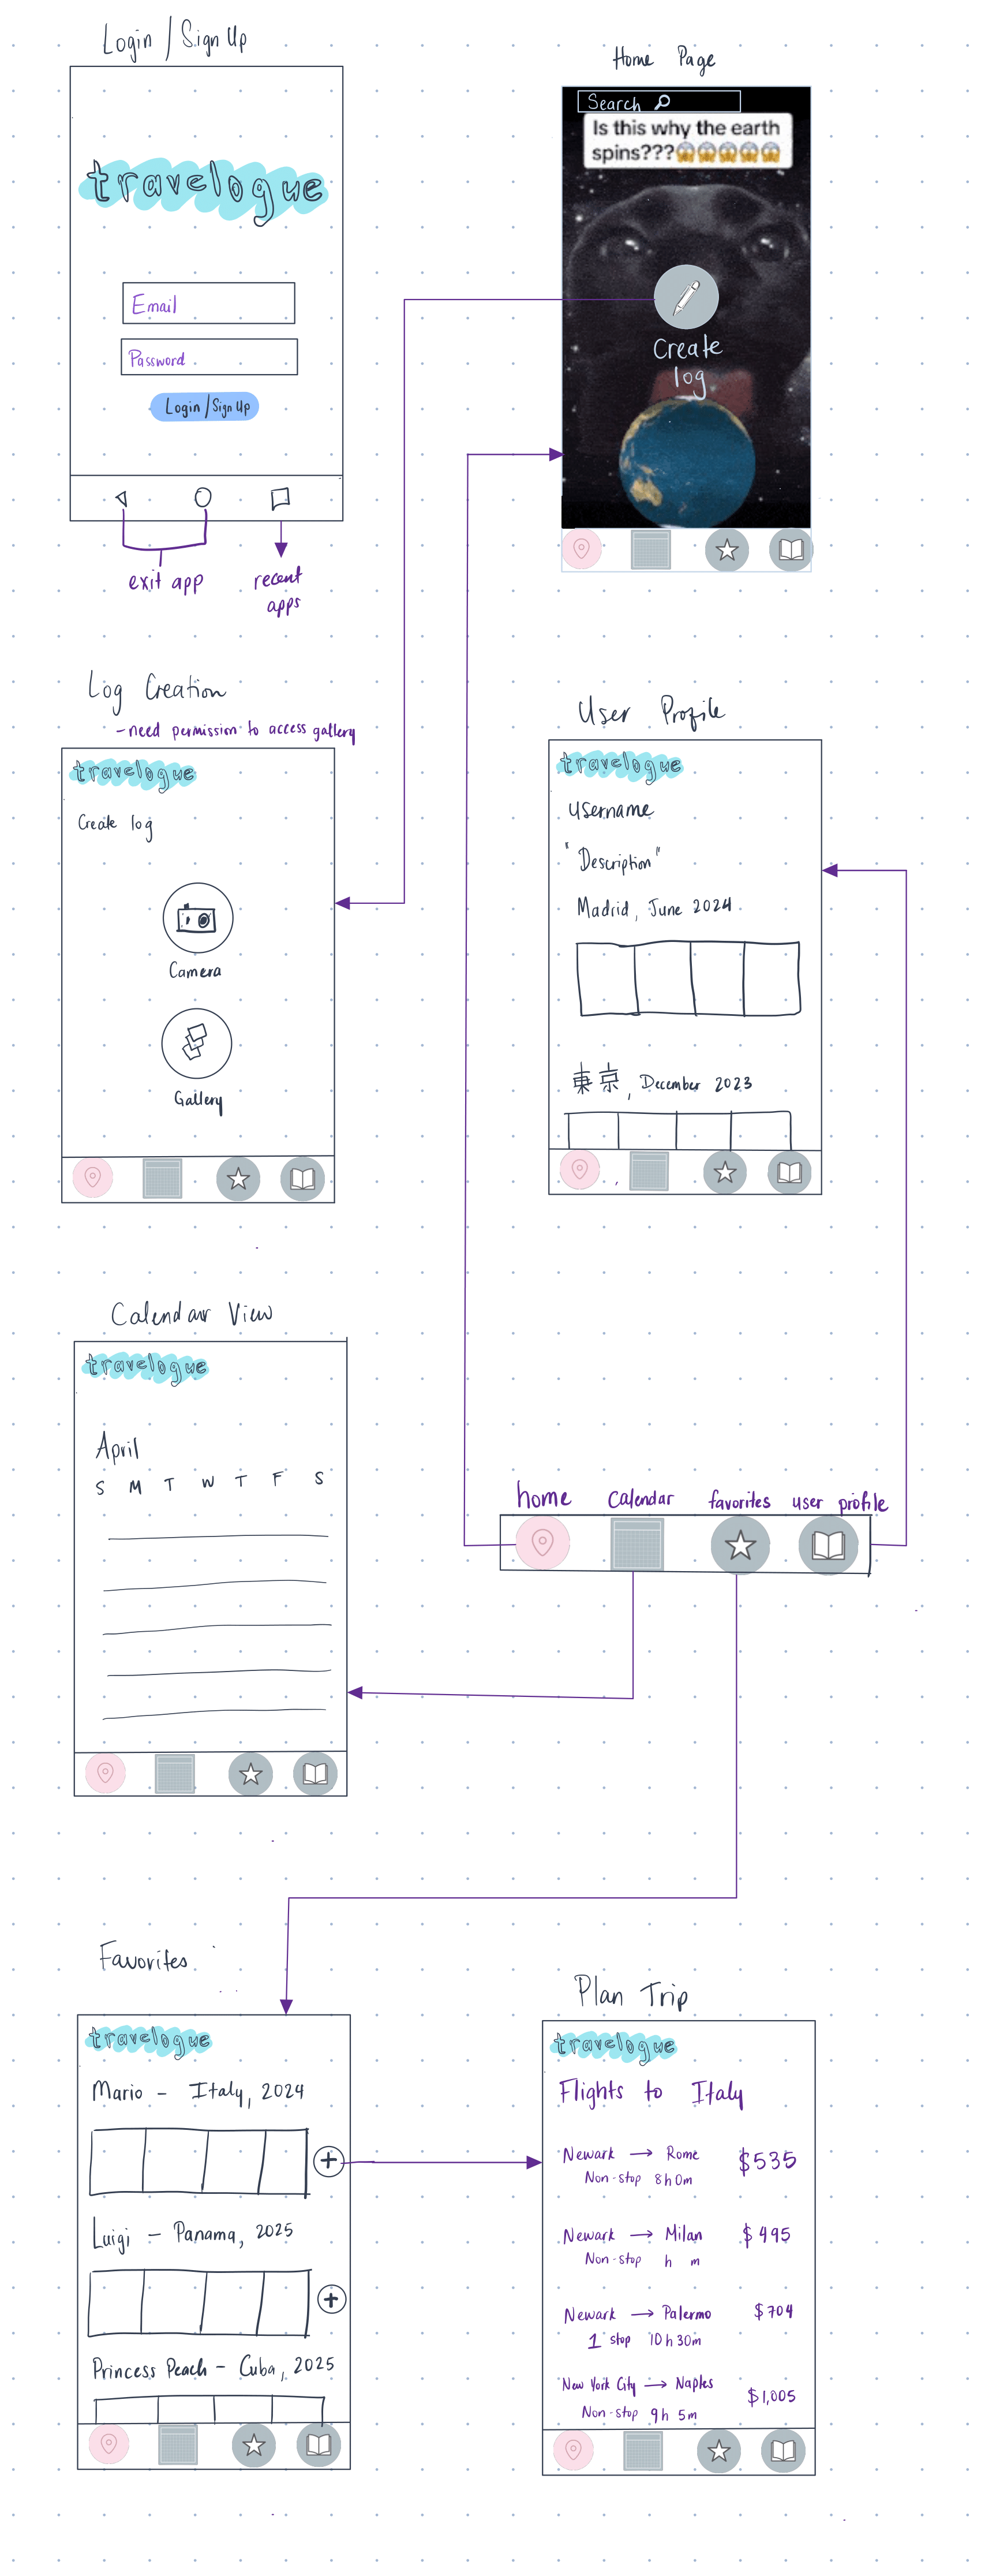 Login / Sign Up
travelogue
Email
Password
Login / Sign Up
exit app
recent apps
Home Page
Search
Is this why the earth
spins???😱😱😱😱😱
Create
log
Log Creation
- need permission to access gallery
travelogue
Create log
Camera
Gallery
User Profile
travelogue
Username
"Description"
Madrid, June 2024
東京, December 2023
Calendar View
travelogue
April
S M T W T F S
home calendar favorites user profile
Favorites
travelogue
Mario - Italy, 2024
Luigi - Panama, 2025
Princess Peach - Cuba, 2025
Plan Trip
travelogue
Flights to Italy
Newark → Rome $535
Non-stop 8h 0m
Newark → Milan $495
Non-stop h m
Newark → Palermo $704
1 stop 10h 30m
New York City → Naples $1,005
Non-stop 9h 5m